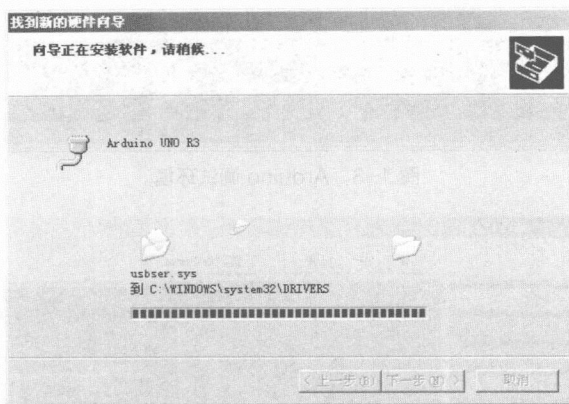 找到新的硬件向导
向导正在安装软件，请稍候...
Arduino UNO R3
usbser.sys
到 C:\WINDOWS\system32\DRIVERS
< 上一步(B) 下一步(N) > 取消